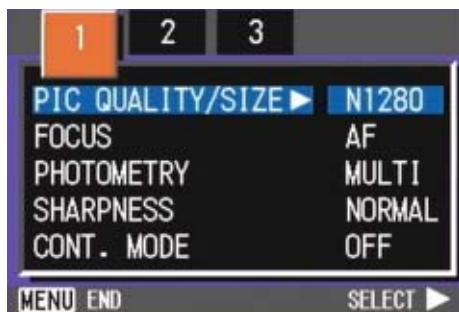 1 2 3
PIC QUALITY/SIZE▶ N1280
FOCUS AF
PHOTOMETRY MULTI
SHARPNESS NORMAL
CONT. MODE OFF
MENU END SELECT ▶